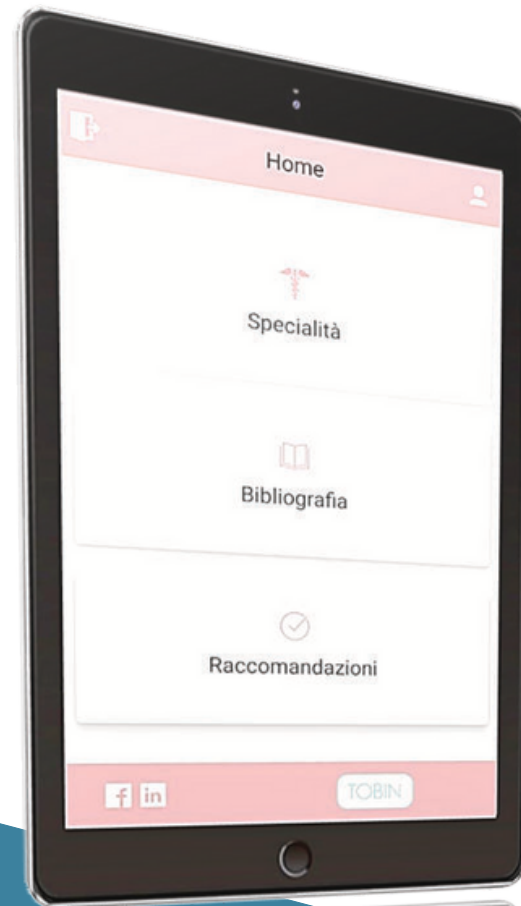 Home
Specialità
Bibliografia
Raccomandazioni
f in
TOBIN